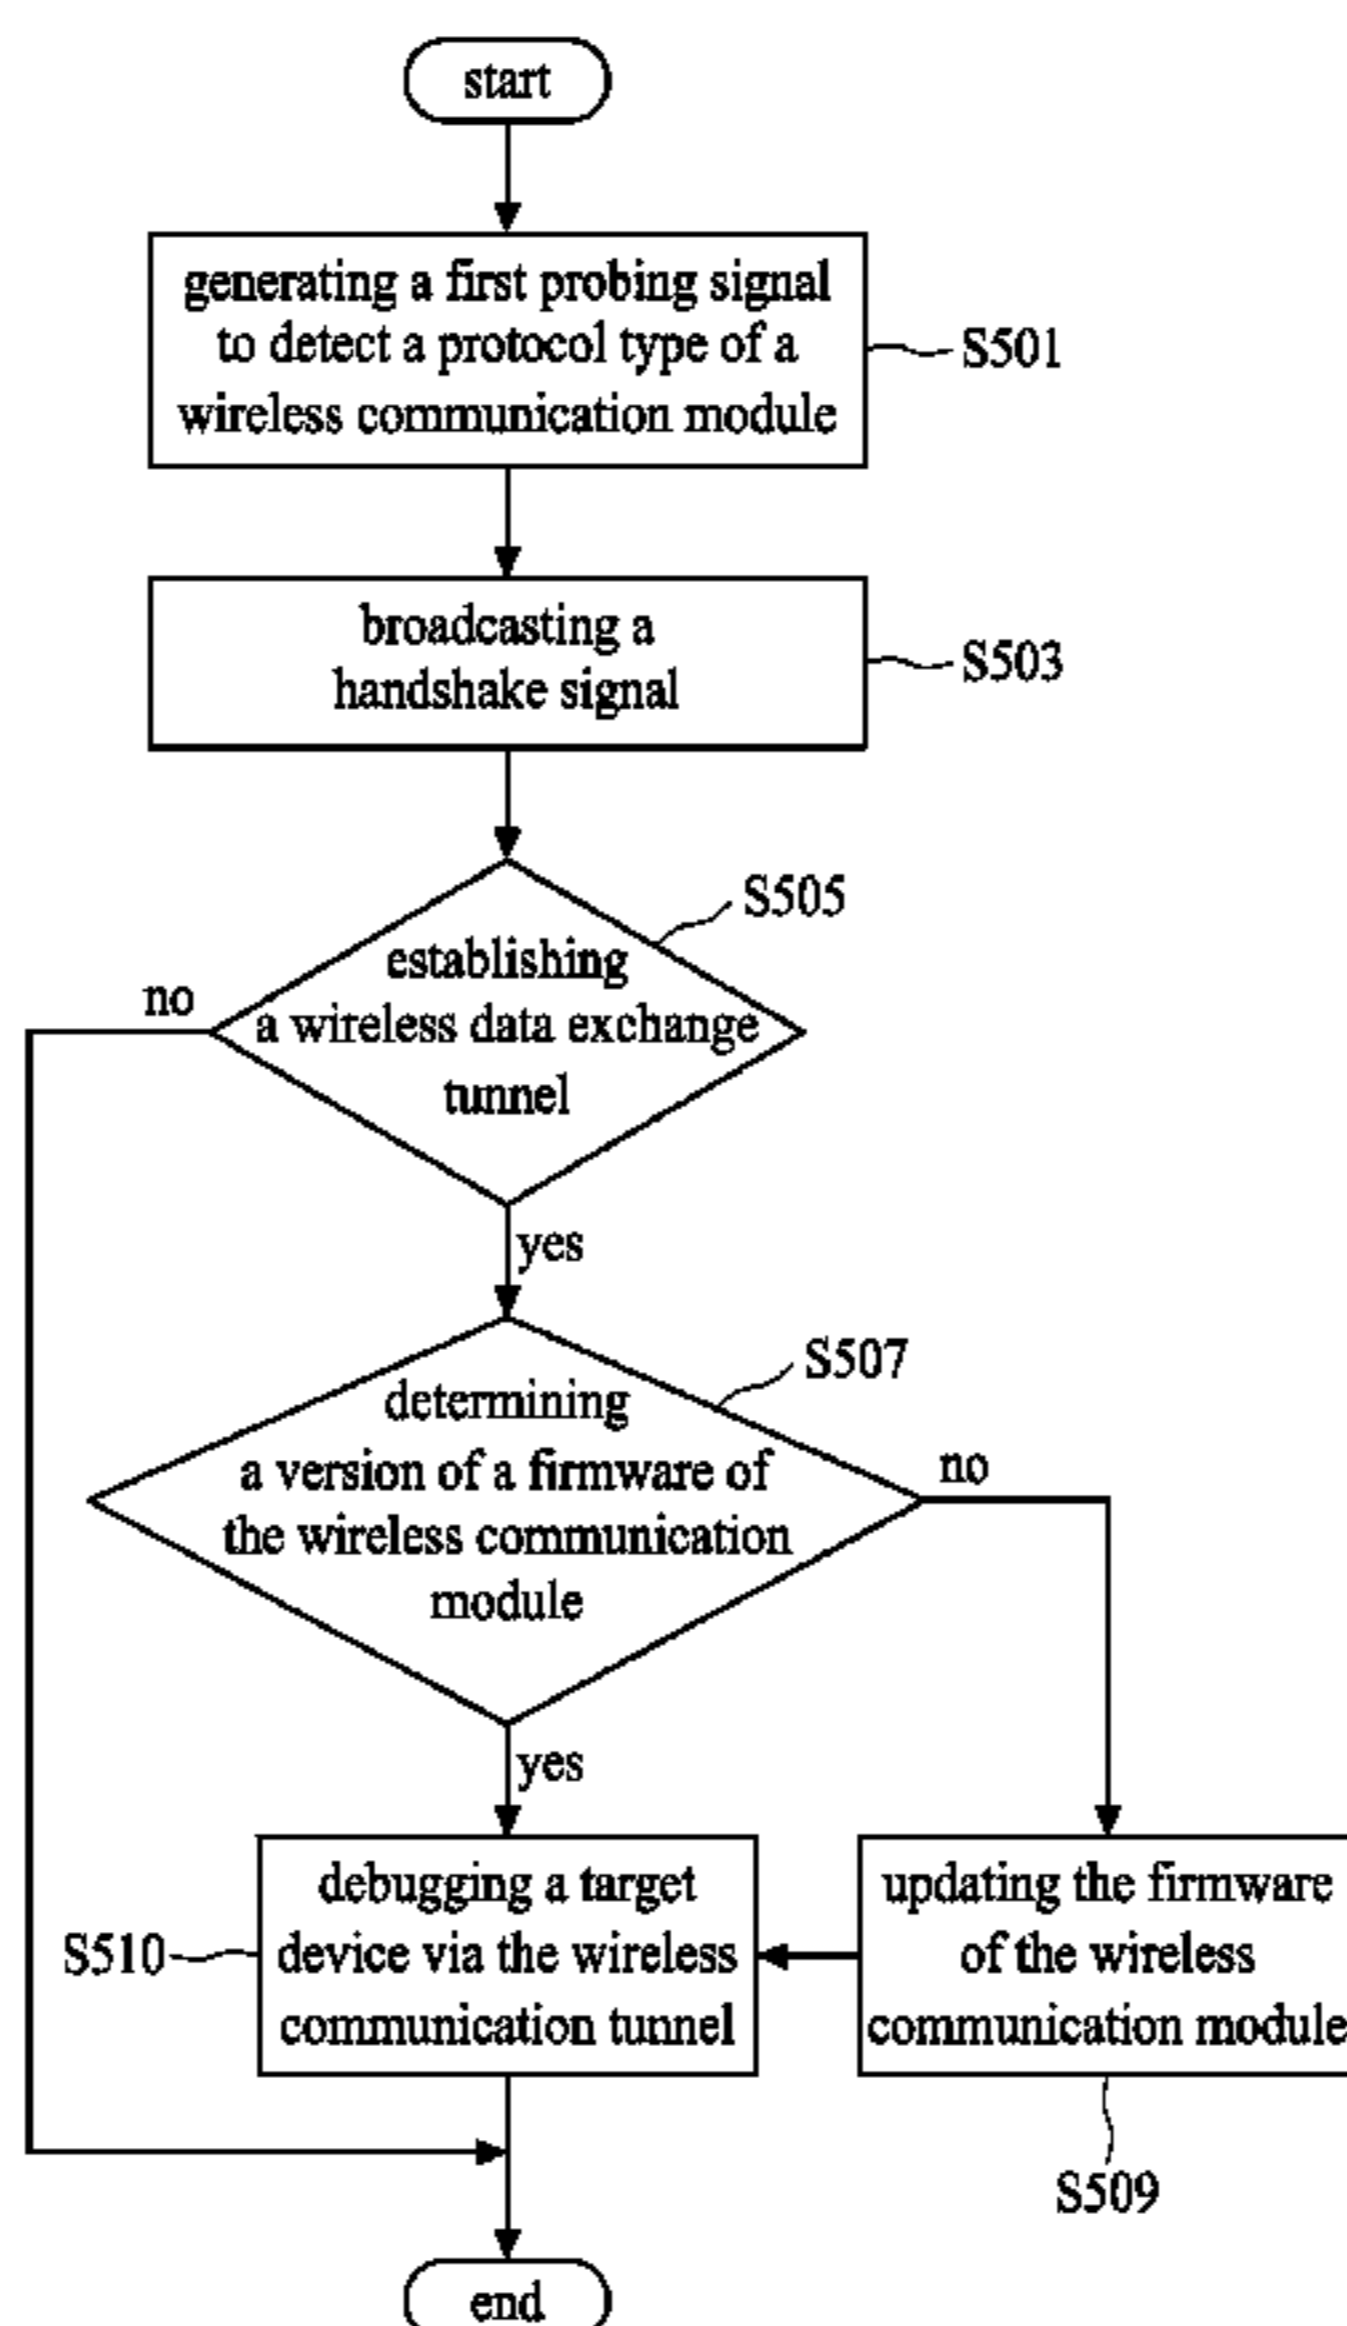 start
generating a first probing signal
to detect a protocol type of a
wireless communication module
S501
broadcasting a
handshake signal
S503
S505
establishing
a wireless data exchange
tunnel
no
yes
S507
determining
a version of a firmware of
the wireless communication
module
no
yes
debugging a target
device via the wireless
communication tunnel
S510
updating the firmware
of the wireless
communication module
S509
end